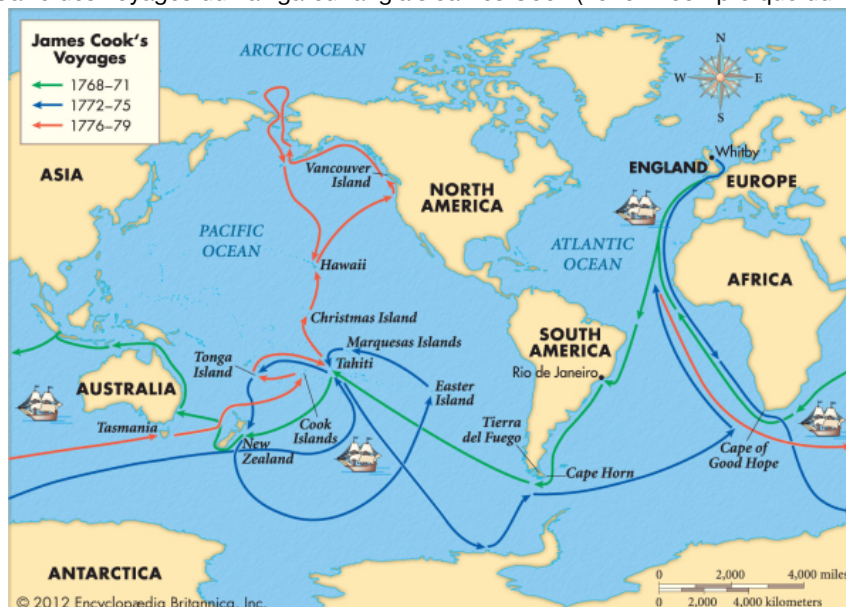 James Cook's
Voyages
1768–71
1772–75
1776–79
ARCTIC OCEAN
N
W
E
S
ASIA
Vancouver
Island
NORTH
AMERICA
ENGLAND
Whitby
EUROPE
PACIFIC
OCEAN
ATLANTIC
OCEAN
Hawaii
AFRICA
Christmas Island
SOUTH
AMERICA
Marquesas Islands
Tonga
Island
Tahiti
Rio de Janeiro
AUSTRALIA
Easter
Island
Tasmania
Cook
Islands
Tierra
del Fuego
New
Zealand
Cape Horn
Cape of
Good Hope
ANTARCTICA
0 2,000 4,000 miles
0 2,000 4,000 kilometers
© 2012 Encyclopædia Britannica, Inc.